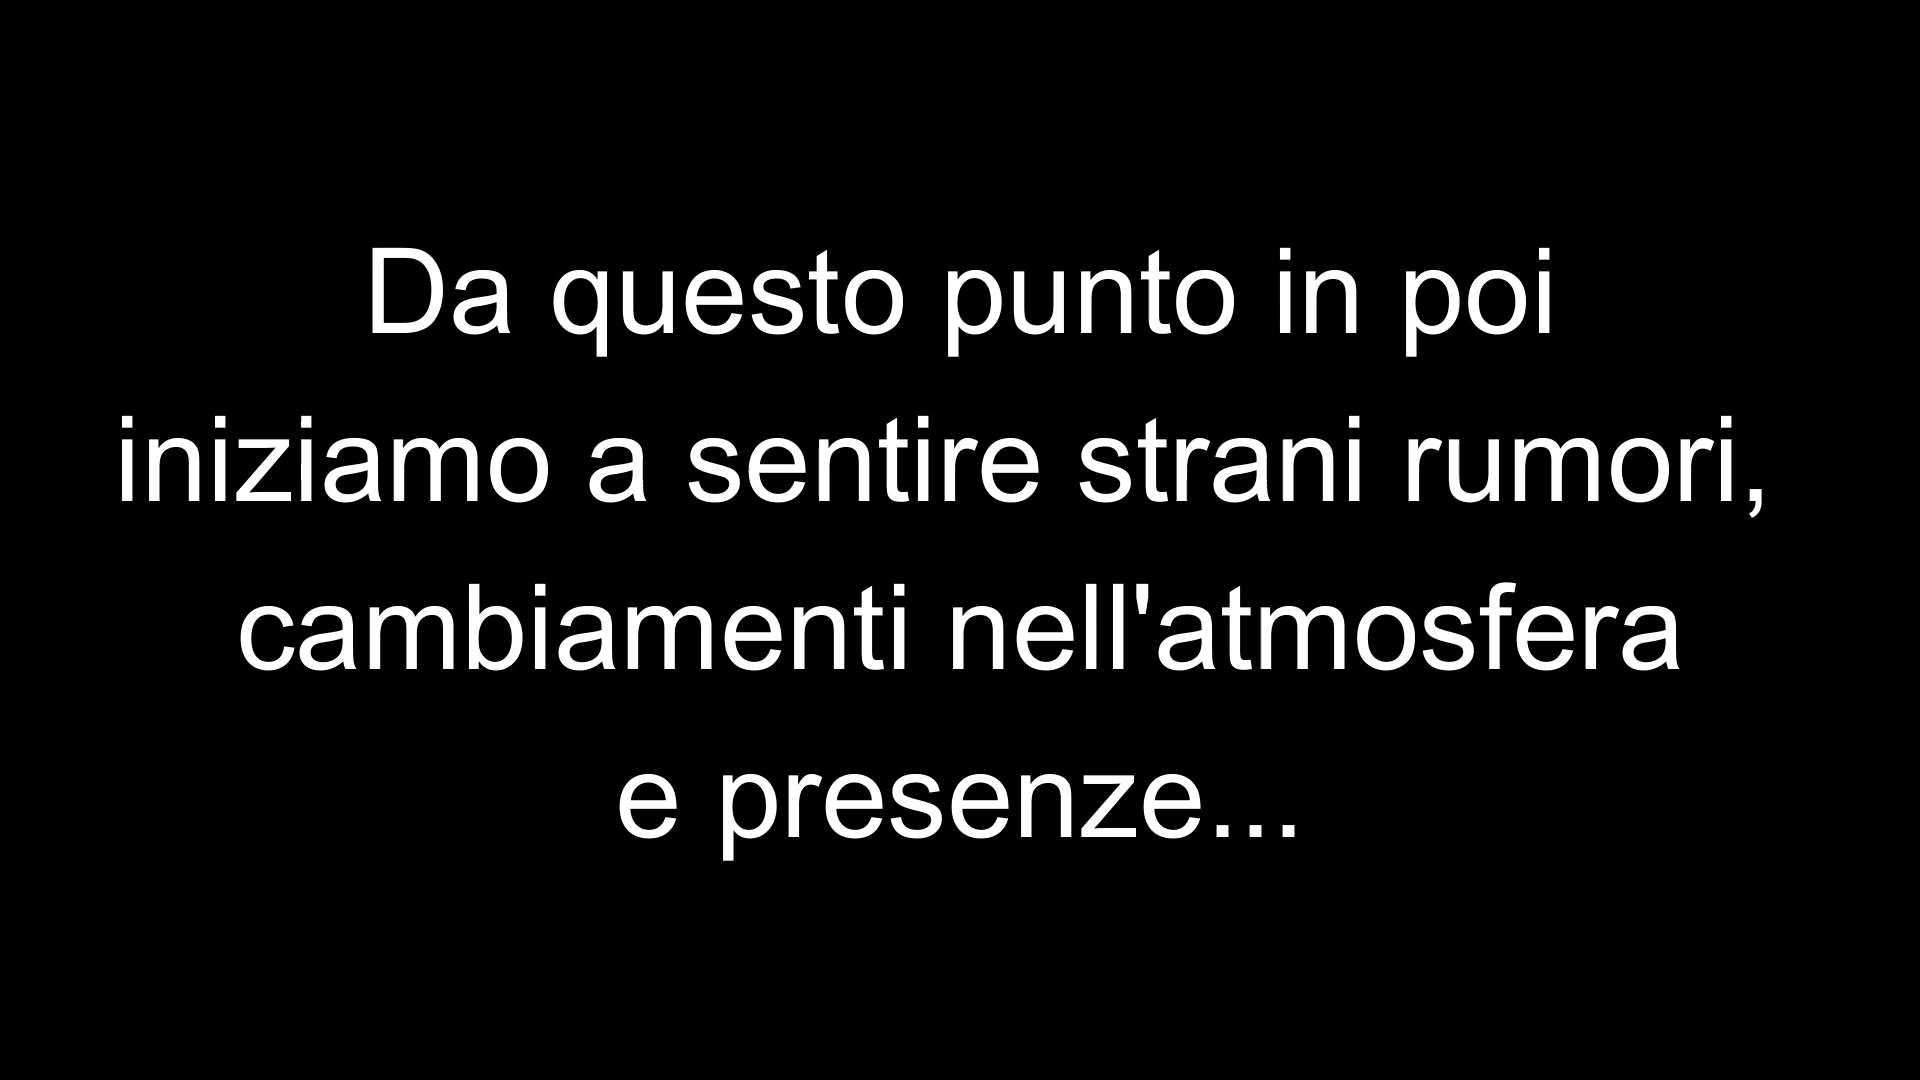 Da questo punto in poi
iniziamo a sentire strani rumori,
cambiamenti nell'atmosfera
e presenze...